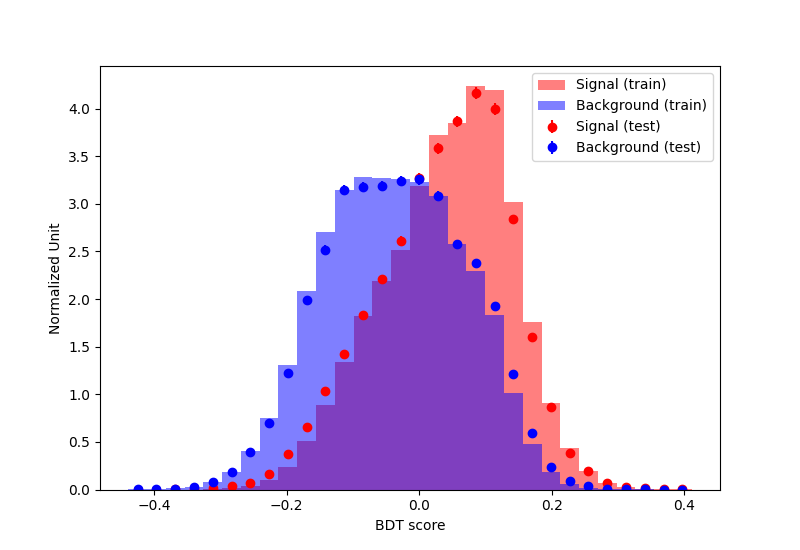 Signal (train)
Background (train)
Signal (test)
Background (test)
Normalized Unit
4.0
3.5
3.0
2.5
2.0
1.5
1.0
0.5
0.0
−0.4
−0.2
0.0
0.2
0.4
BDT score